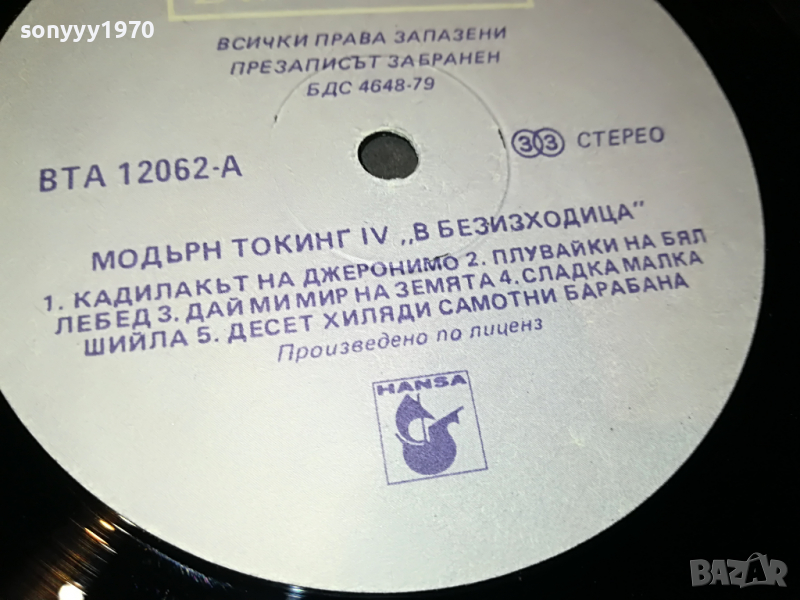 sonyyy1970
ВСИЧКИ ПРАВА ЗАПАЗЕНИ
ПРЕЗАПИСЪТ ЗАБРАНЕН
БДС 4648-79
ВТА 12062-А
33 СТЕРЕО
МОДЪРН ТОКИНГ IV „В БЕЗИЗХОДИЦА"
1. КАДИЛАКЪТ НА ДЖЕРОНИМО 2. ПЛУВАЙКИ НА БЯЛ
ЛЕБЕД 3. ДАЙ МИ МИР НА ЗЕМЯТА 4. СЛАДКА МАЛКА
ШИЙЛА 5. ДЕСЕТ ХИЛЯДИ САМОТНИ БАРАБАНА
Произведено по лиценз
HANSA
BAZAR